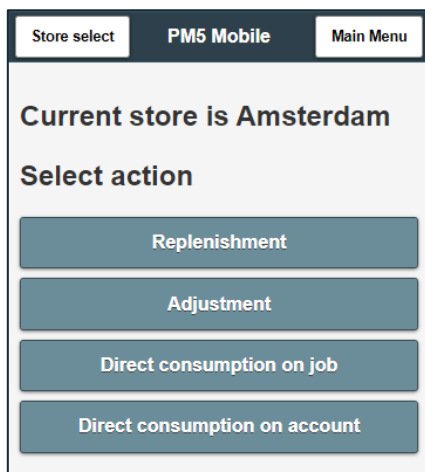 Store select
PM5 Mobile
Main Menu
Current store is Amsterdam
Select action
Replenishment
Adjustment
Direct consumption on job
Direct consumption on account